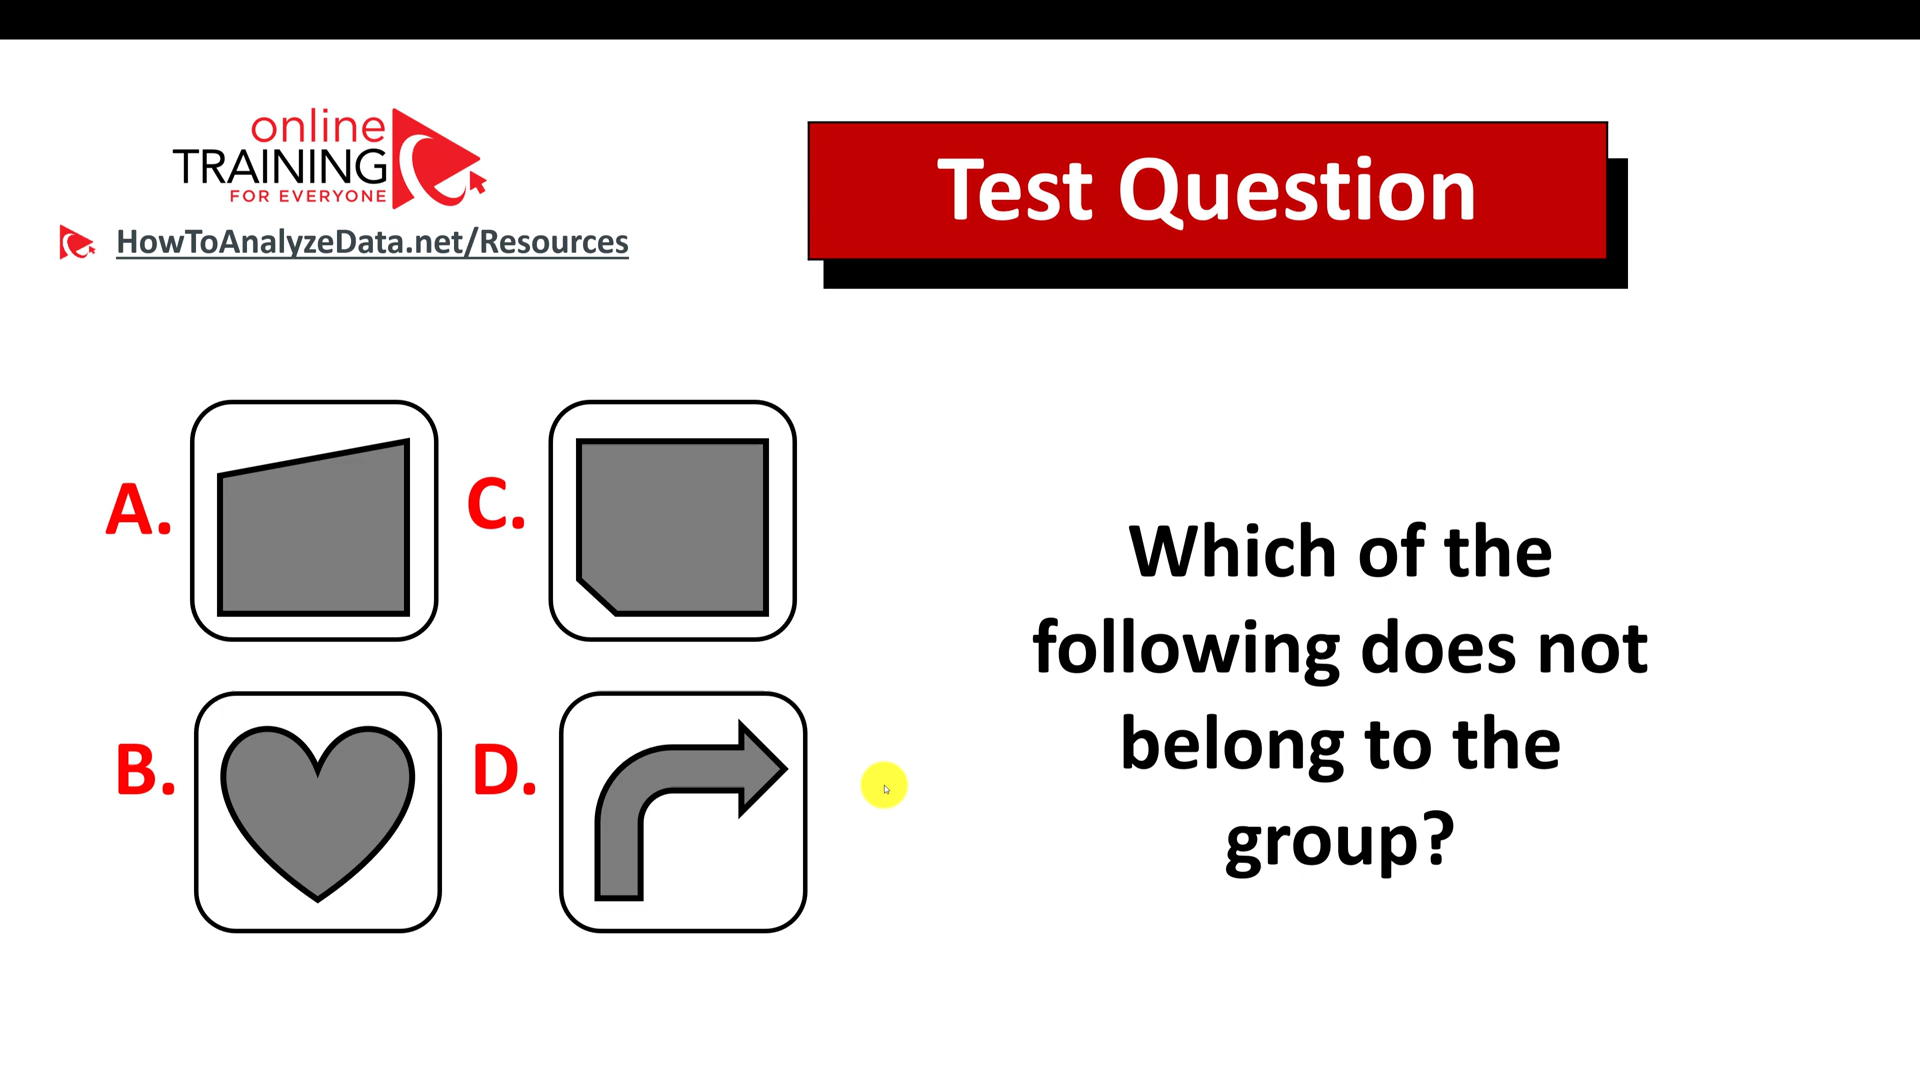 online
TRAINING
FOR EVERYONE
HowToAnalyzeData.net/Resources
Test Question
A.
C.
B.
D.
Which of the
following does not
belong to the
group?